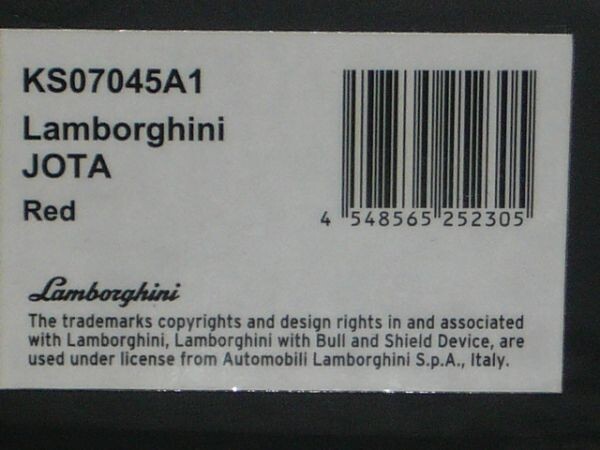 KS07045A1
Lamborghini
JOTA
Red
4 548565 252305
Lamborghini
The trademarks copyrights and design rights in and associated
with Lamborghini, Lamborghini with Bull and Shield Device, are
used under license from Automobili Lamborghini S.p.A., Italy.